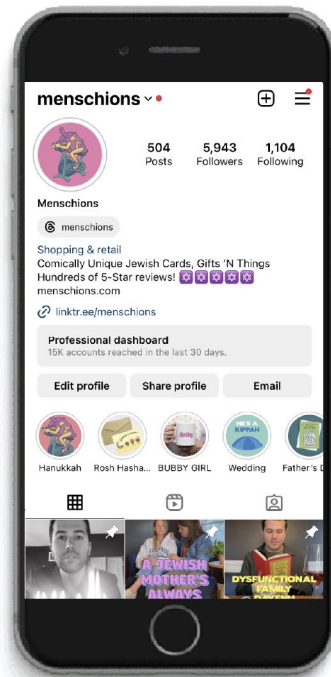 menschions
504
Posts
5,943
Followers
1,104
Following
Menschions
menschions
Shopping & retail
Comically Unique Jewish Cards, Gifts 'N Things
Hundreds of 5-Star reviews! ✡️✡️✡️✡️✡️
menschions.com
linktr.ee/menschions
Professional dashboard
15K accounts reached in the last 30 days.
Edit profile
Share profile
Email
HE'S A
KIPPAH
Hanukkah
Rosh Hasha...
BUBBY GIRL
Wedding
Father's D
A JEWISH
MOTHER'S
ALWAYS
DYSFUNCTIONAL
FAMILY